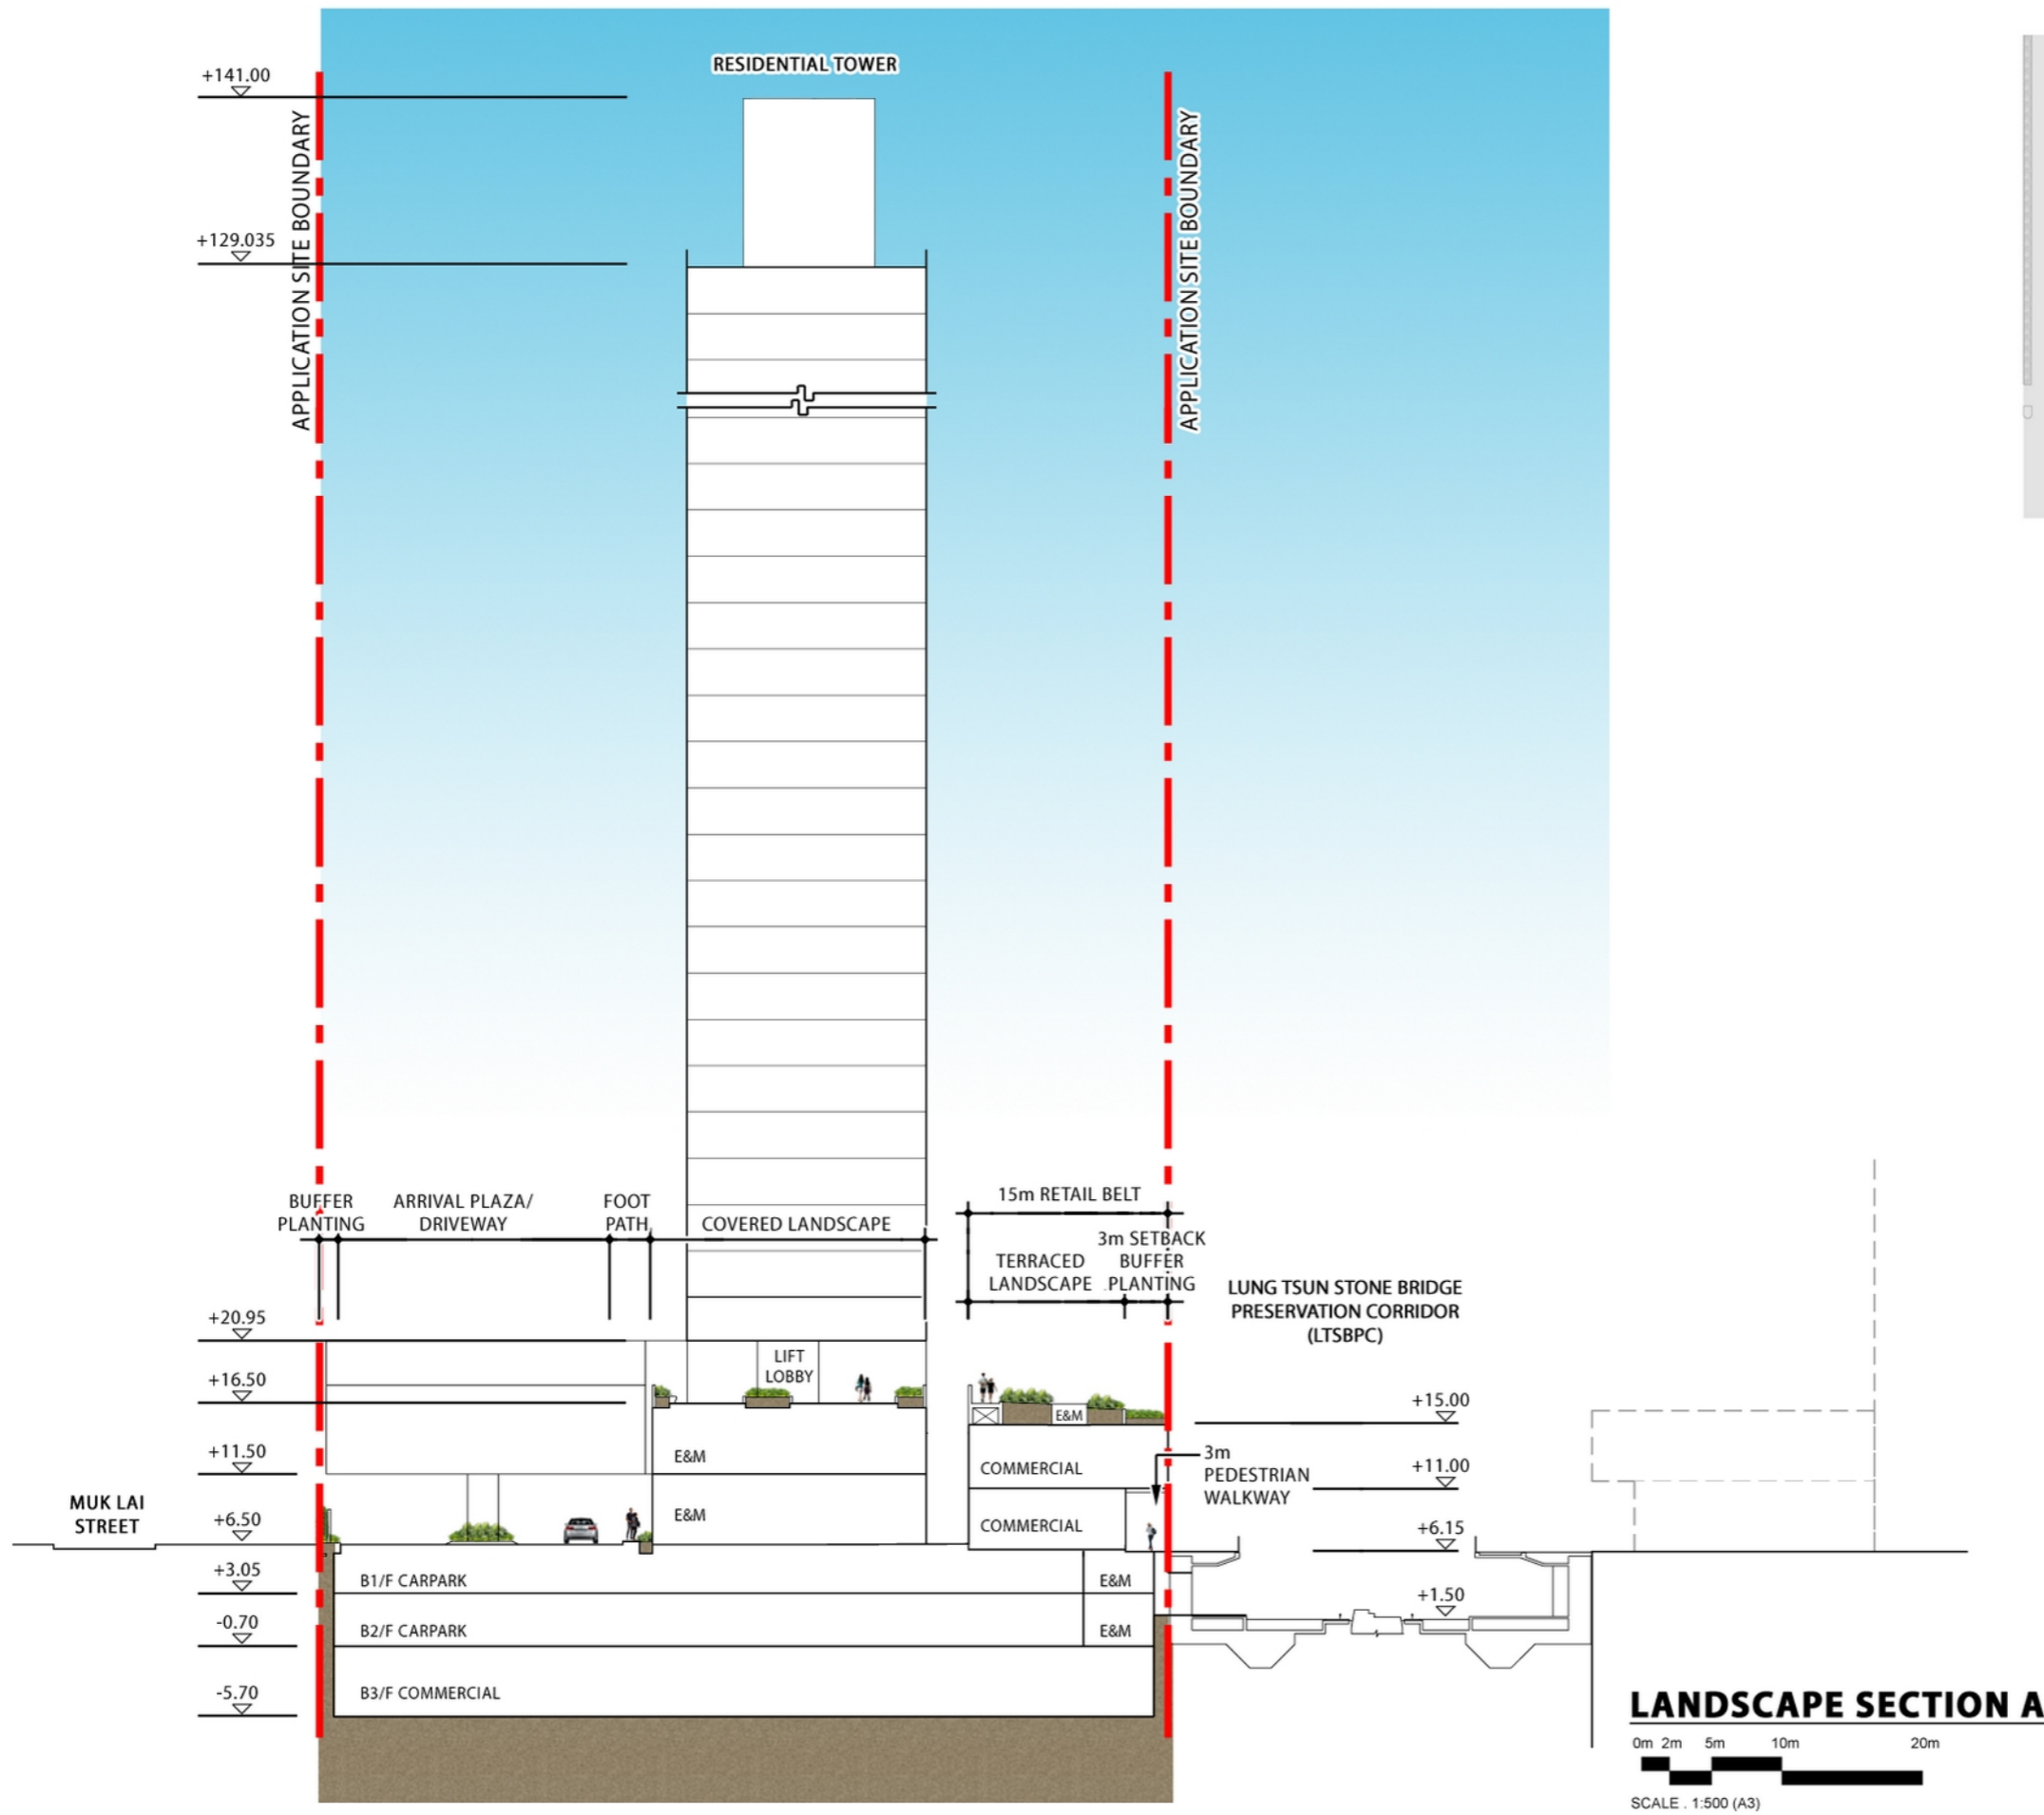 RESIDENTIAL TOWER
+141.00
APPLICATION SITE BOUNDARY
APPLICATION SITE BOUNDARY
+129.035
BUFFER
PLANTING
ARRIVAL PLAZA/
DRIVEWAY
FOOT
PATH
COVERED LANDSCAPE
15m RETAIL BELT
TERRACED
LANDSCAPE
3m SETBACK
BUFFER
PLANTING
LUNG TSUN STONE BRIDGE
PRESERVATION CORRIDOR
(LTSBPC)
+20.95
LIFT
LOBBY
+16.50
E&M
+15.00
+11.50
E&M
COMMERCIAL
3m
PEDESTRIAN
WALKWAY
+11.00
MUK LAI
STREET
+6.50
E&M
COMMERCIAL
+6.15
+3.05
B1/F CARPARK
E&M
+1.50
-0.70
B2/F CARPARK
E&M
-5.70
B3/F COMMERCIAL
LANDSCAPE SECTION A
0m 2m 5m 10m 20m
SCALE . 1:500 (A3)